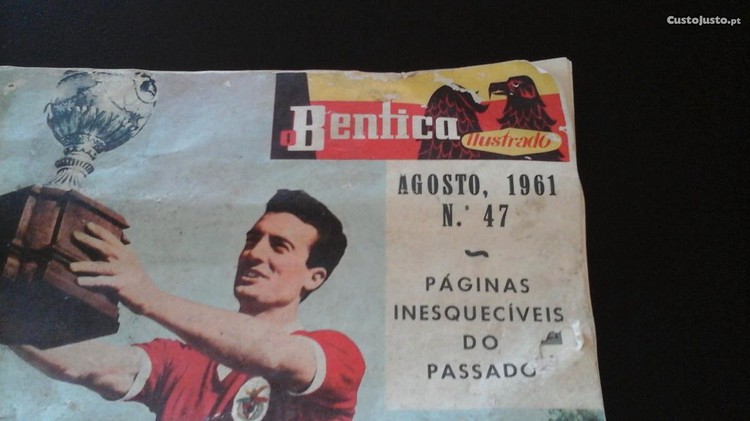 CustoJusto.pt
O Benfica
ilustrado
AGOSTO, 1961
N.º 47
PÁGINAS
INESQUECÍVEIS
DO
PASSADO